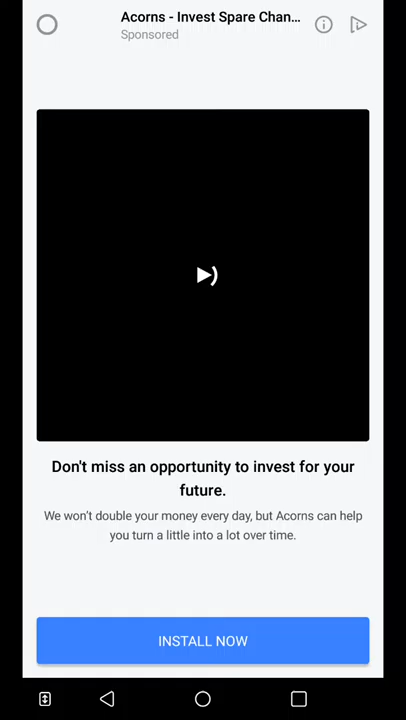 Acorns - Invest Spare Chan...
Sponsored
Don't miss an opportunity to invest for your
future.
We won't double your money every day, but Acorns can help
you turn a little into a lot over time.
INSTALL NOW